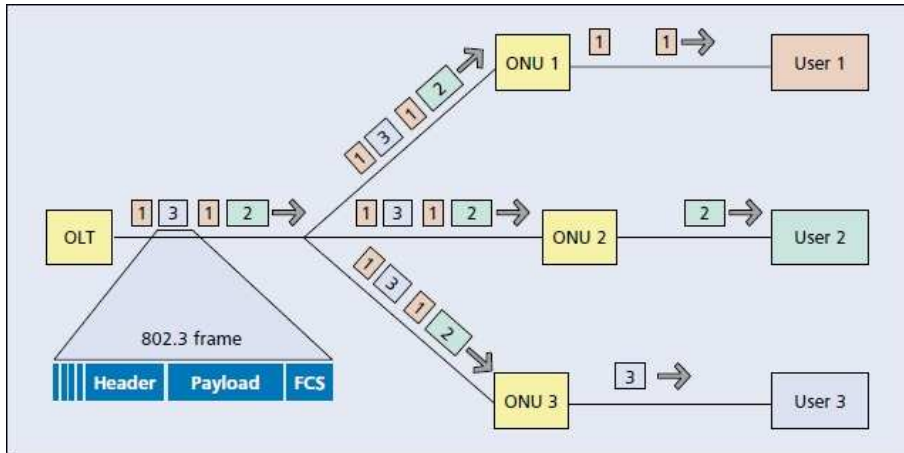 ONU 1
1
1
User 1
1
3
1
2
OLT
1
3
1
2
1
3
1
2
ONU 2
2
User 2
1
3
1
2
802.3 frame
Header
Payload
FCS
ONU 3
3
User 3